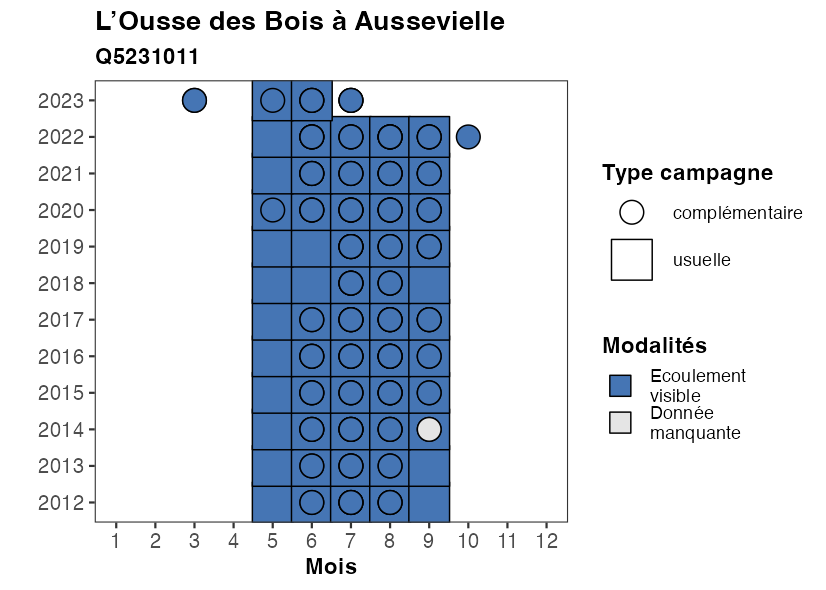 L’Ousse des Bois à Aussevielle
Q5231011
2023
2022
2021
2020
2019
2018
2017
2016
2015
2014
2013
2012
1 2 3 4 5 6 7 8 9 10 11 12
Mois
Type campagne
complémentaire
usuelle
Modalités
Ecoulement
visible
Donnée
manquante